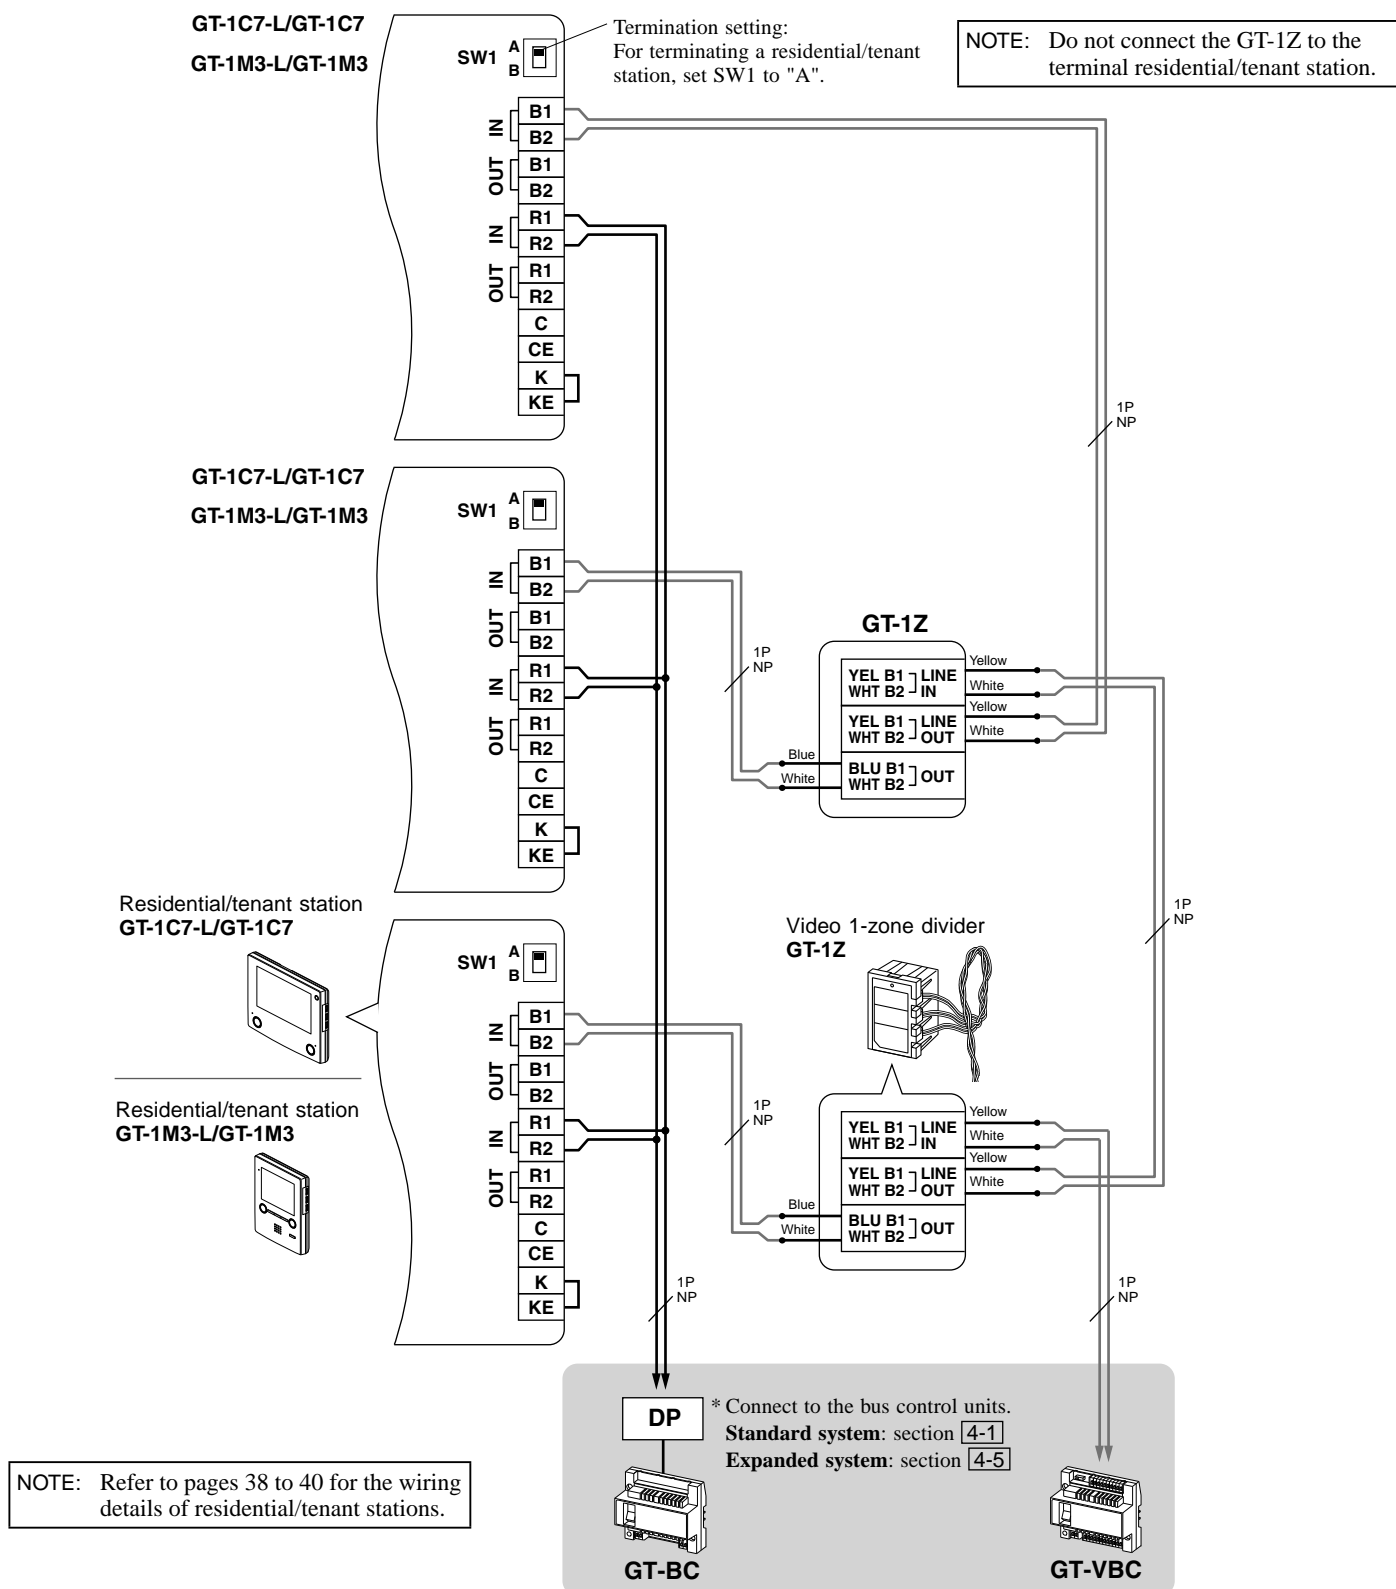 GT-1C7-L/GT-1C7
GT-1M3-L/GT-1M3
SW1
A
B
Termination setting:
For terminating a residential/tenant
station, set SW1 to "A".
NOTE: Do not connect the GT-1Z to the
terminal residential/tenant station.
IN
B1
B2
OUT
B1
B2
IN
R1
R2
OUT
R1
R2
C
CE
K
KE
1P
NP
GT-1C7-L/GT-1C7
GT-1M3-L/GT-1M3
SW1
A
B
IN
B1
B2
OUT
B1
B2
IN
R1
R2
OUT
R1
R2
C
CE
K
KE
1P
NP
GT-1Z
YEL B1 LINE
WHT B2 IN
YEL B1 LINE
WHT B2 OUT
BLU B1 OUT
WHT B2
Yellow
White
Yellow
White
Blue
White
1P
NP
Residential/tenant station
GT-1C7-L/GT-1C7
Residential/tenant station
GT-1M3-L/GT-1M3
SW1
A
B
IN
B1
B2
OUT
B1
B2
IN
R1
R2
OUT
R1
R2
C
CE
K
KE
1P
NP
Video 1-zone divider
GT-1Z
YEL B1 LINE
WHT B2 IN
YEL B1 LINE
WHT B2 OUT
BLU B1 OUT
WHT B2
Yellow
White
Yellow
White
Blue
White
1P
NP
1P
NP
DP
* Connect to the bus control units.
Standard system: section 4-1
Expanded system: section 4-5
GT-BC
GT-VBC
NOTE: Refer to pages 38 to 40 for the wiring
details of residential/tenant stations.